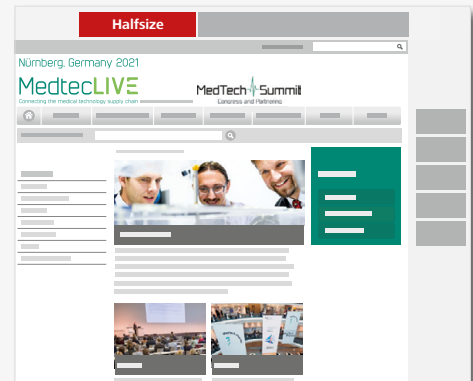 Halfsize
Nürnberg, Germany 2021
MedtecLIVE
Connecting the medical technology supply chain
MedTech Summit
Congress and Partnering